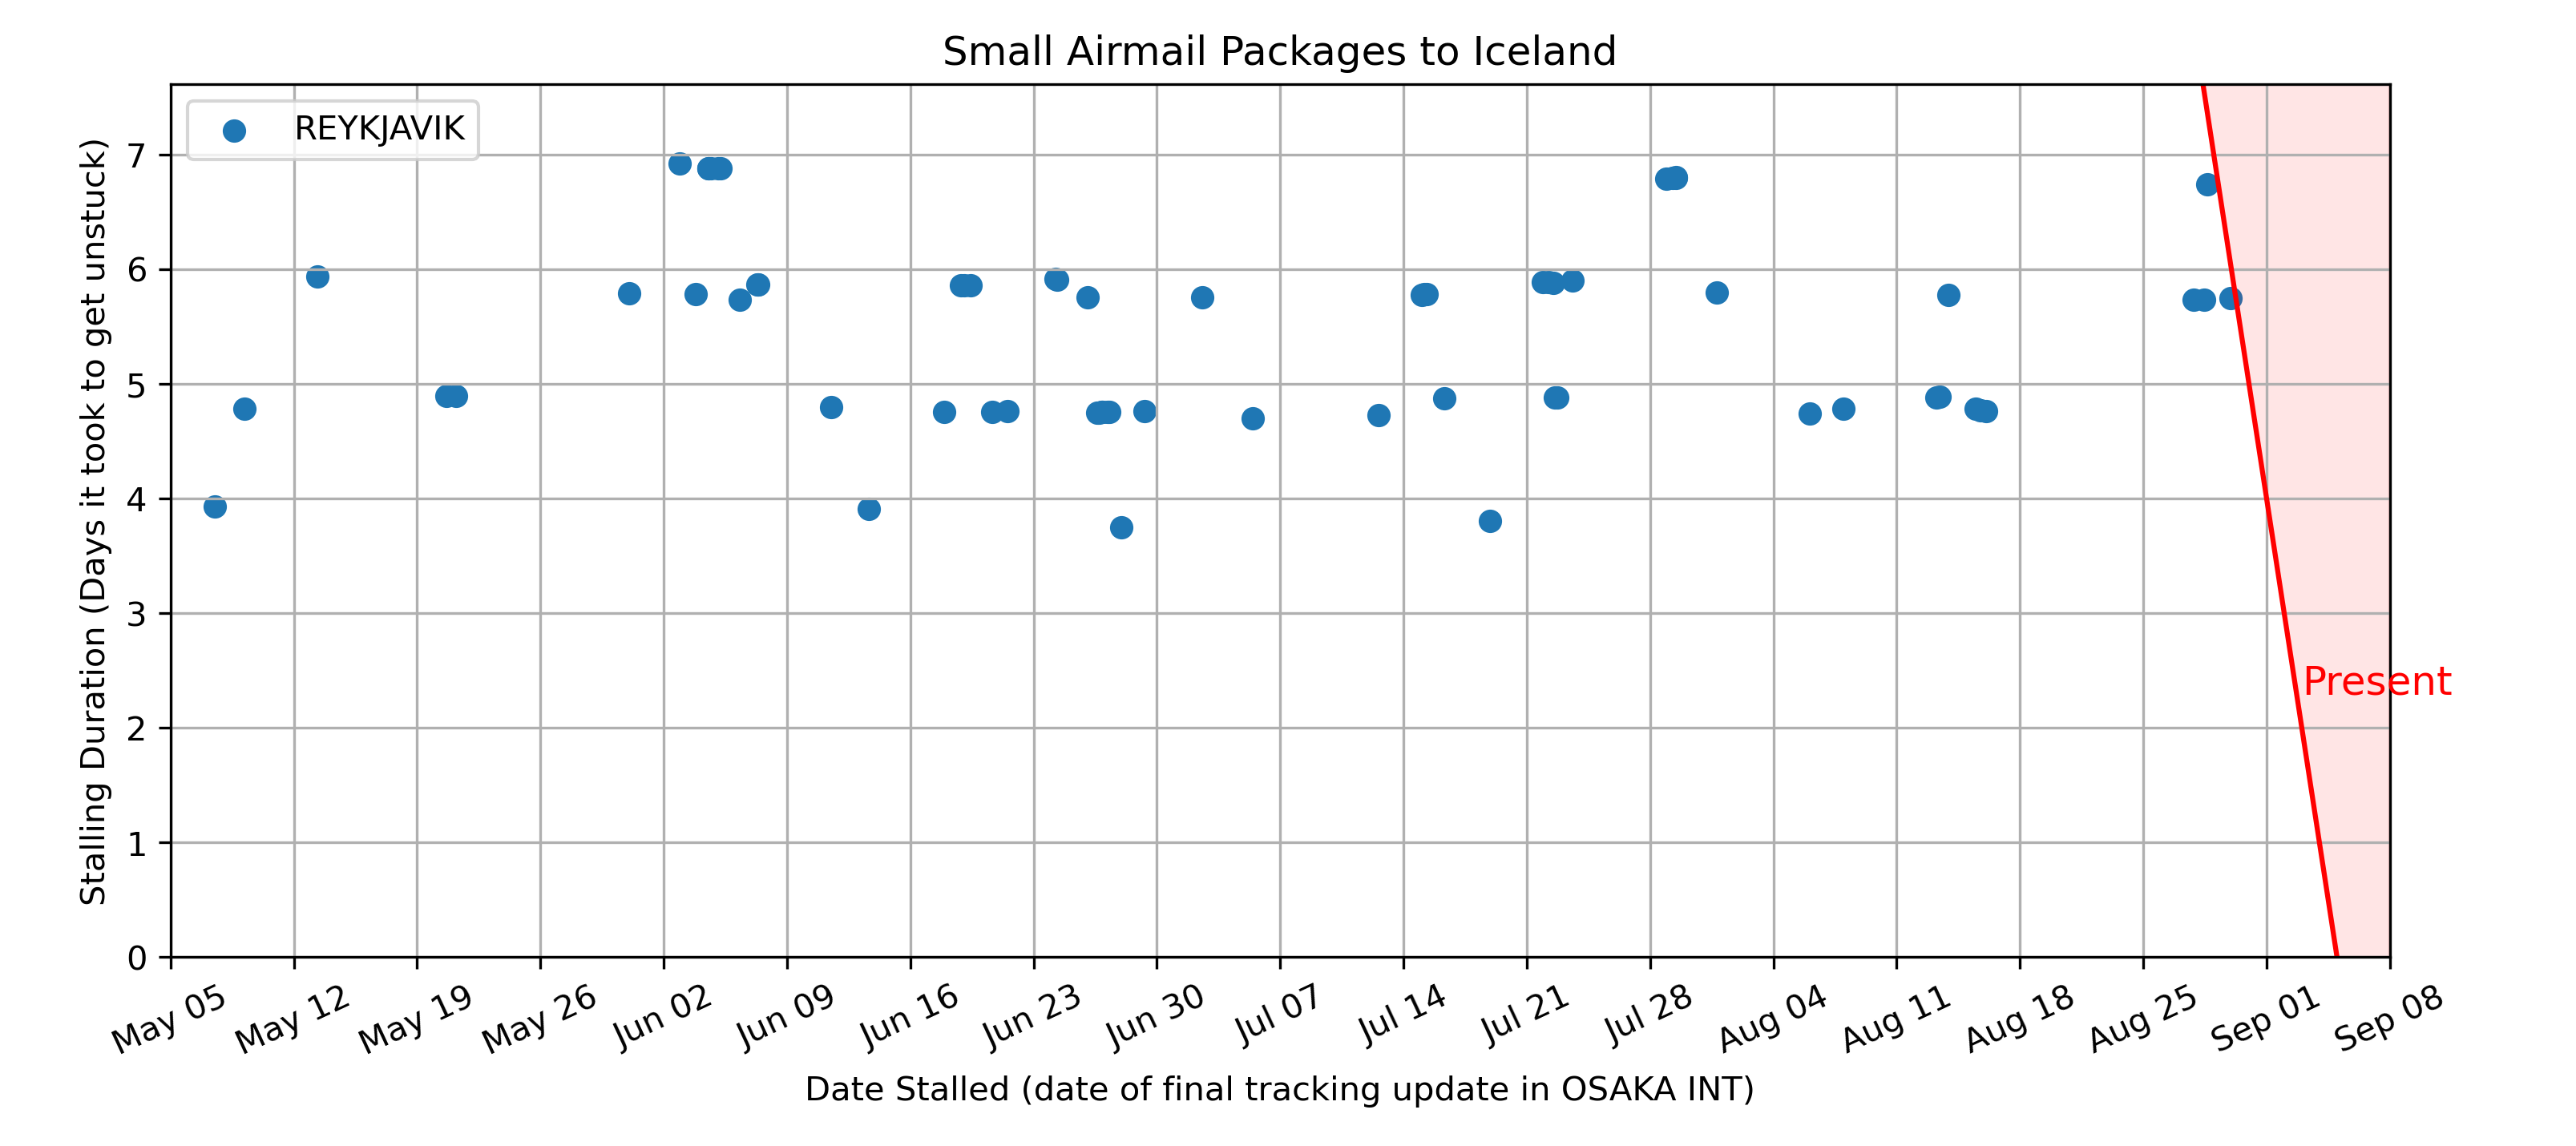 Small Airmail Packages to Iceland
REYKJAVIK
Stalling Duration (Days it took to get unstuck)
7
6
5
4
3
2
1
0
Present
May 05
May 12
May 19
May 26
Jun 02
Jun 09
Jun 16
Jun 23
Jun 30
Jul 07
Jul 14
Jul 21
Jul 28
Aug 04
Aug 11
Aug 18
Aug 25
Sep 01
Sep 08
Date Stalled (date of final tracking update in OSAKA INT)